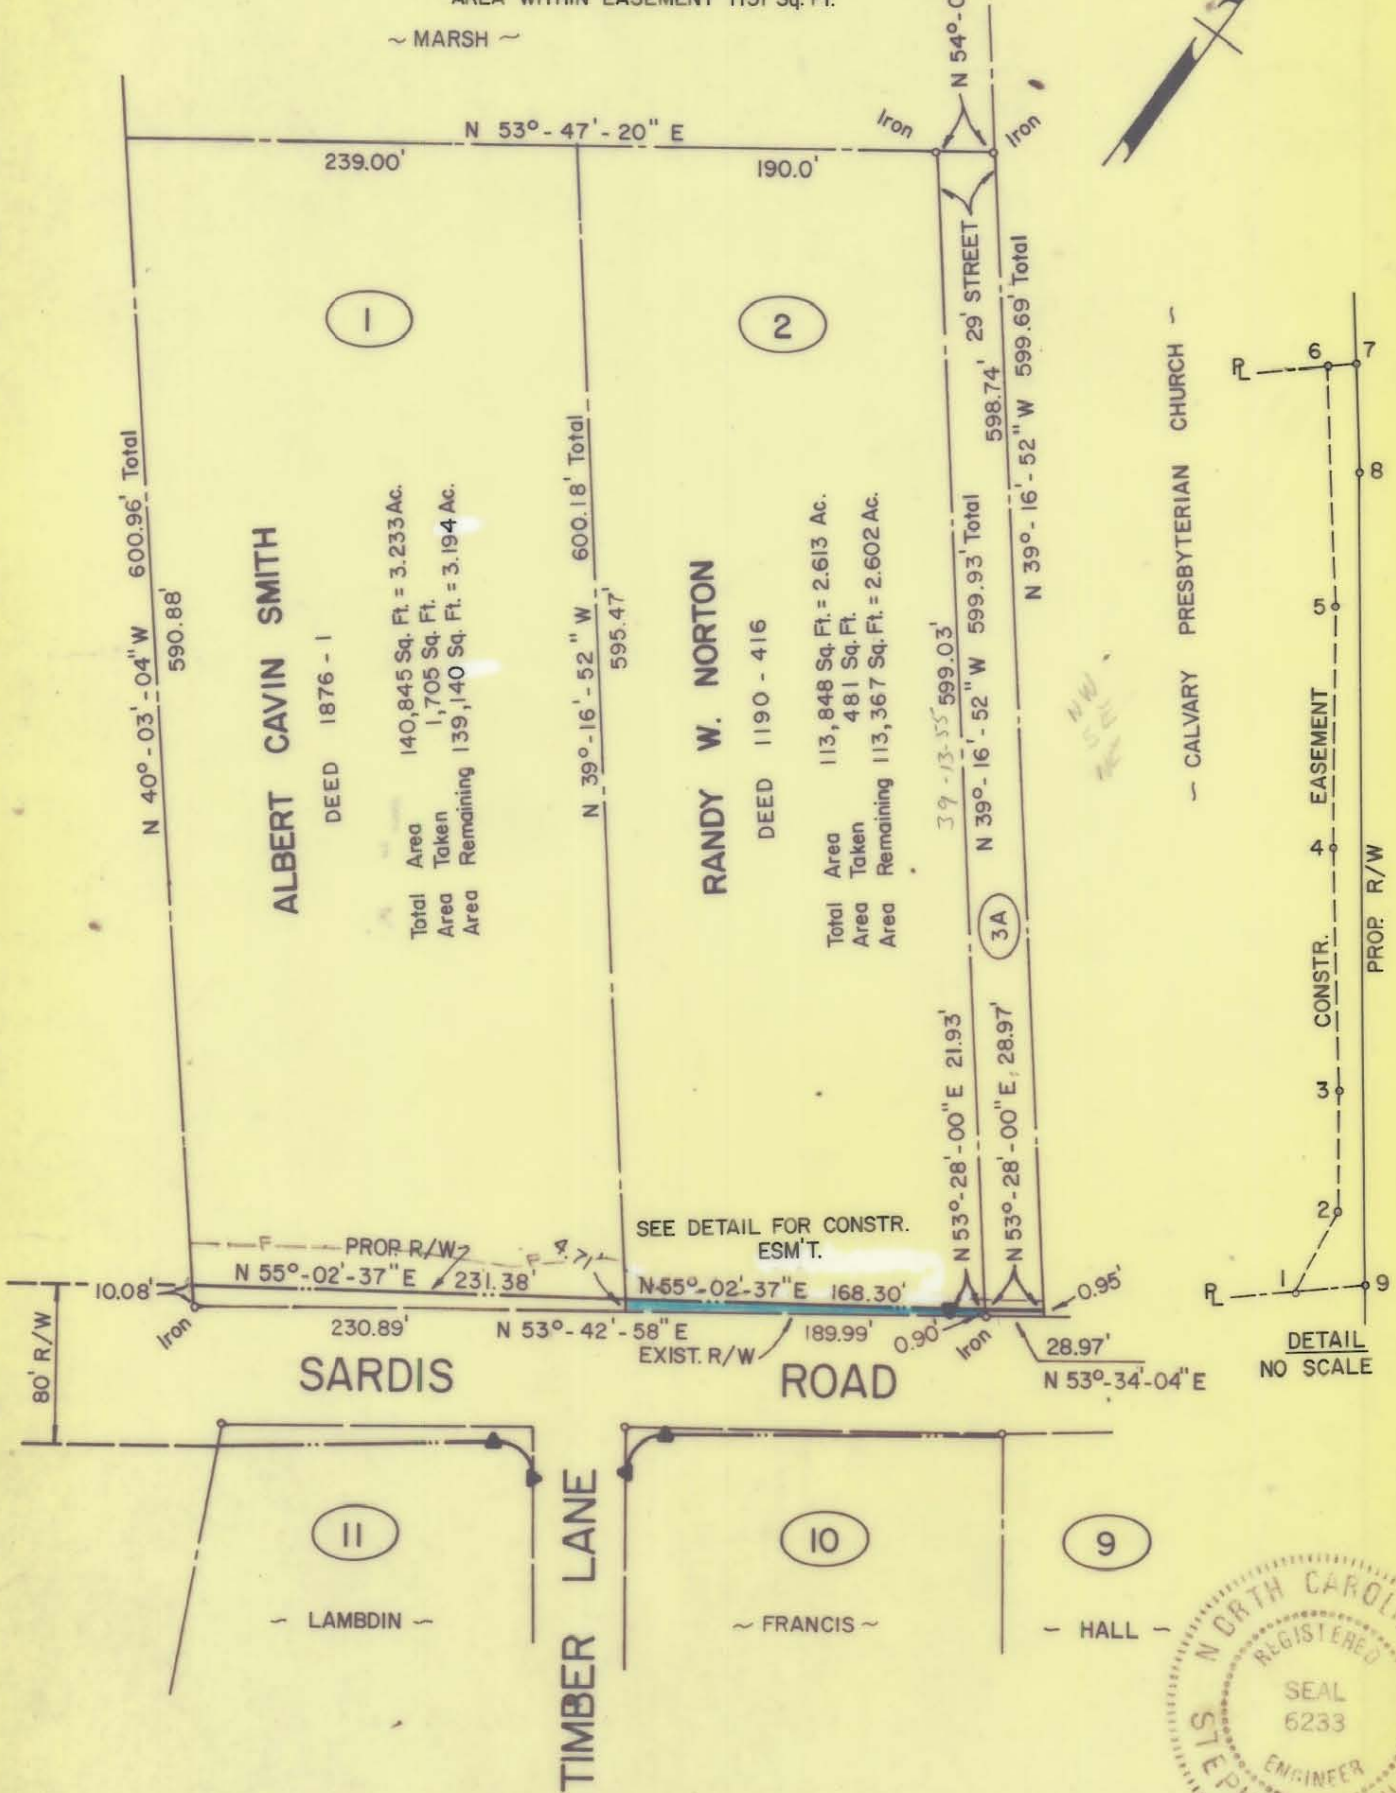 AREA WITHIN EASEMENT 1151 Sq. Ft.
~ MARSH ~
N 53°-47'-20" E
239.00'
190.0'
Iron
Iron
N 54°-0
1
2
29' STREET
598.74'
N 39°-16'-52" W 599.69' Total
N 40°-03'-04" W 600.96' Total
590.88'
ALBERT CAVIN SMITH
DEED 1876 - 1
Total Area 140,845 Sq. Ft. = 3.233 Ac.
Area Taken 1,705 Sq. Ft.
Area Remaining 139,140 Sq. Ft. = 3.194 Ac.
N 39°-16'-52" W 600.18' Total
595.47'
RANDY W. NORTON
DEED 1190 - 416
Total Area 113,848 Sq. Ft. = 2.613 Ac.
Area Taken 481 Sq. Ft.
Area Remaining 113,367 Sq. Ft. = 2.602 Ac.
39-13-55
599.03'
N 39°-16'-52" W 599.93' Total
3A
N 53°-28'-00" E 21.93'
N 53°-28'-00" E, 28.97'
~ CALVARY PRESBYTERIAN CHURCH ~
PL
6
7
8
5
4
3
2
1
9
PL
CONSTR. EASEMENT
PROP. R/W
DETAIL
NO SCALE
SEE DETAIL FOR CONSTR.
ESM'T.
F
PROP. R/W
F
4.71'
N 55°-02'-37" E 231.38'
N 55°-02'-37" E 168.30'
10.08'
0.95'
Iron
230.89'
N 53°-42'-58" E
189.99'
0.90'
Iron
28.97'
EXIST. R/W
N 53°-34'-04" E
80' R/W
SARDIS ROAD
TIMBER LANE
11
10
9
~ LAMBDIN ~
~ FRANCIS ~
~ HALL ~
NORTH CAROL
REGISTERED
SEAL
6233
ENGINEER
STEP